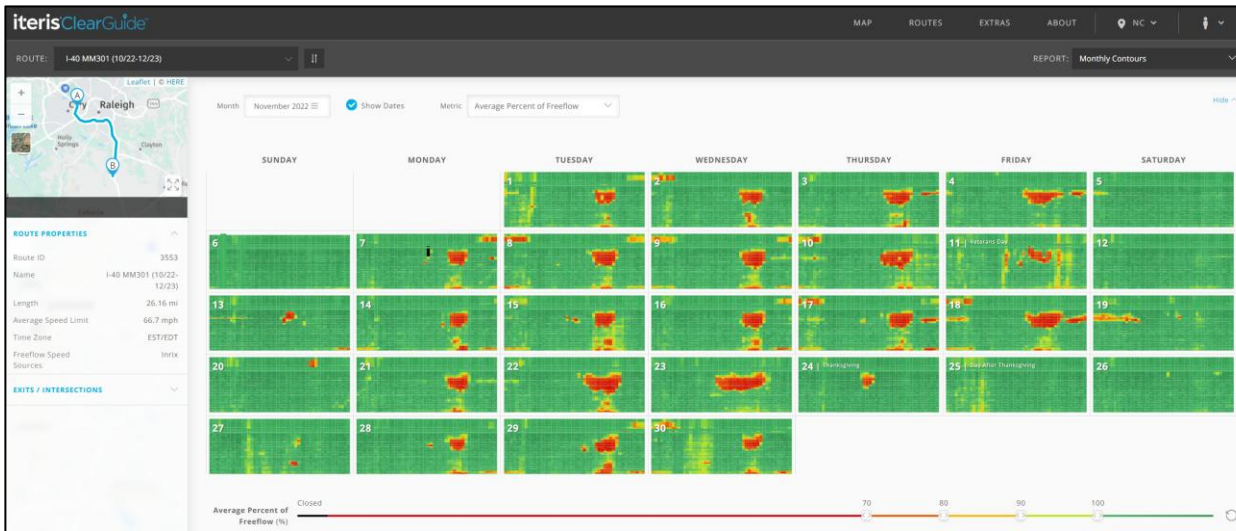 iteris ClearGuide
MAP ROUTES EXTRAS ABOUT NC
ROUTE: I-40 MM301 (10/22-12/23) REPORT: Monthly Contours
Leaflet | © HERE
Raleigh
Holly Springs
Clayton
A
B
Month November 2022 Show Dates Metric Average Percent of Freeflow Hide
SUNDAY MONDAY TUESDAY WEDNESDAY THURSDAY FRIDAY SATURDAY
1 2 3 4 5
6 7 8 9 10 11 | Veterans Day 12
13 14 15 16 17 18 19
20 21 22 23 24 | Thanksgiving 25 | Day After Thanksgiving 26
27 28 29 30
ROUTE PROPERTIES
Route ID 3553
Name I-40 MM301 (10/22-
12/23)
Length 26.16 mi
Average Speed Limit 66.7 mph
Time Zone EST/EDT
Freeflow Speed Inrix
Sources
EXITS / INTERSECTIONS
Closed 70 80 90 100
Average Percent of
Freeflow (%)